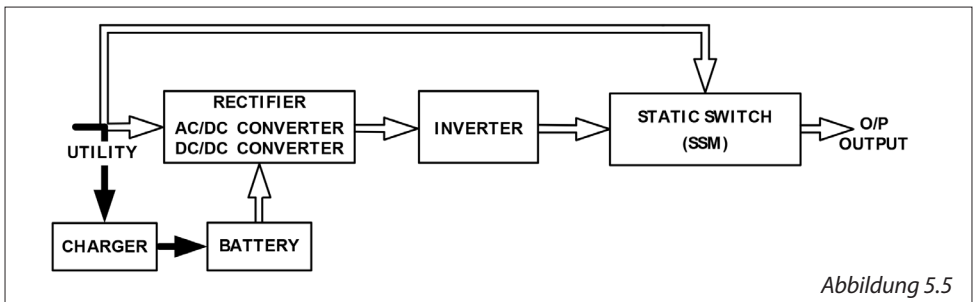 RECTIFIER
AC/DC CONVERTER
DC/DC CONVERTER
INVERTER
STATIC SWITCH
(SSM)
O/P
OUTPUT
UTILITY
CHARGER
BATTERY
Abbildung 5.5